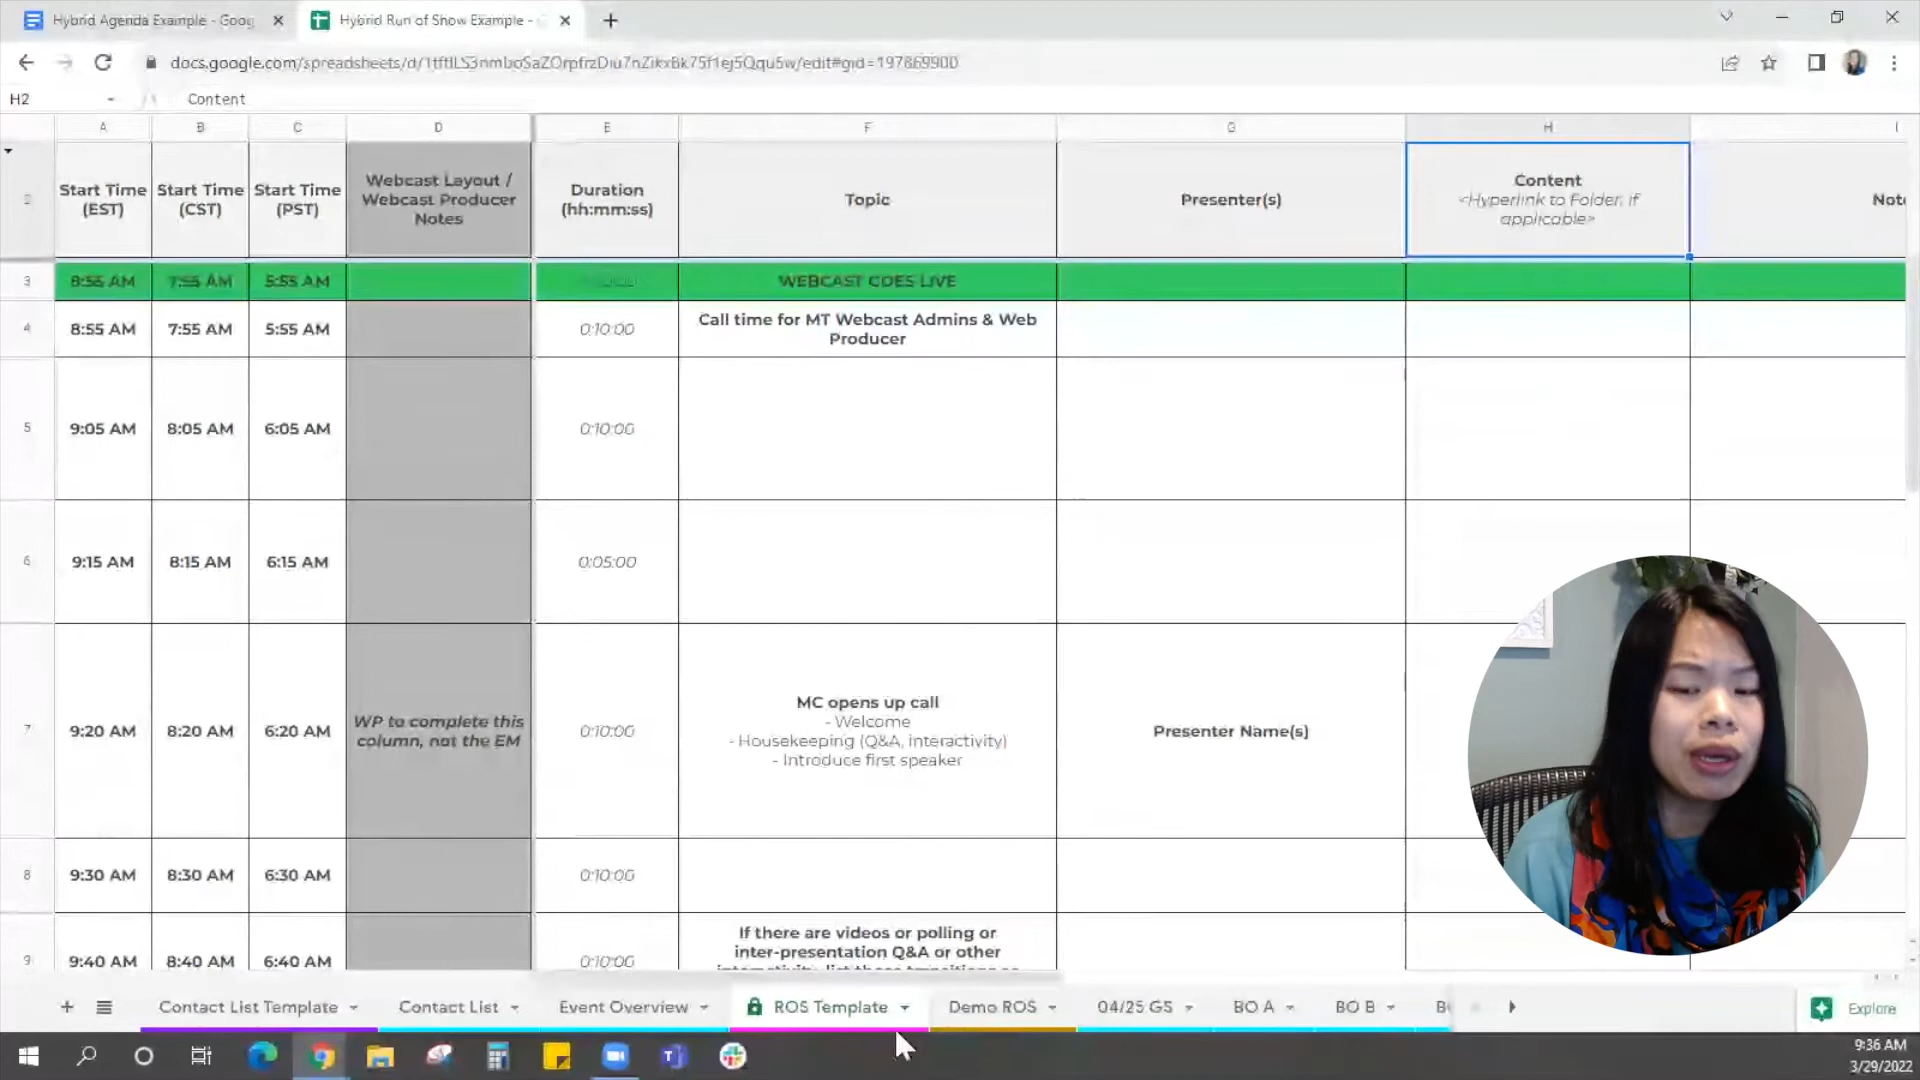 Hybrid Agenda Example - Goog
Hybrid Run of Show Example -
docs.google.com/spreadsheets/d/
H2
Content
A B C D E F G H I
2
Start Time (EST)
Start Time (CST)
Start Time (PST)
Webcast Layout /
Webcast Producer
Notes
Duration
(hh:mm:ss)
Topic
Presenter(s)
Content
<Hyperlink to Folder, if
applicable>
Note
3 8:55 AM 7:55 AM 5:55 AM WEBCAST GOES LIVE
4 8:55 AM 7:55 AM 5:55 AM 0:10:00
Call time for MT Webcast Admins & Web
Producer
5 9:05 AM 8:05 AM 6:05 AM 0:10:00
6 9:15 AM 8:15 AM 6:15 AM 0:05:00
7 9:20 AM 8:20 AM 6:20 AM
WP to complete this
column, not the EM
0:10:00
MC opens up call
- Welcome
- Housekeeping (Q&A, interactivity)
- Introduce first speaker
Presenter Name(s)
8 9:30 AM 8:30 AM 6:30 AM 0:10:00
9 9:40 AM 8:40 AM 6:40 AM 0:10:00
If there are videos or polling or
inter-presentation Q&A or other
Contact List Template
Contact List
Event Overview
ROS Template
Demo ROS
04/25 GS
BO A
BO B
Explore
9:36 AM
3/29/2022